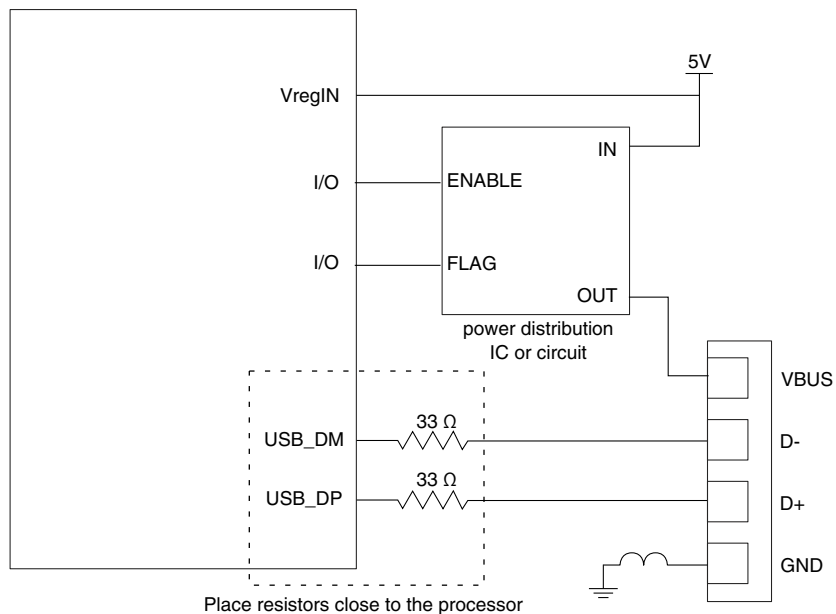 5V
VregIN
IN
I/O
ENABLE
I/O
FLAG
OUT
power distribution
IC or circuit
VBUS
USB_DM
33 Ω
D-
USB_DP
33 Ω
D+
GND
Place resistors close to the processor